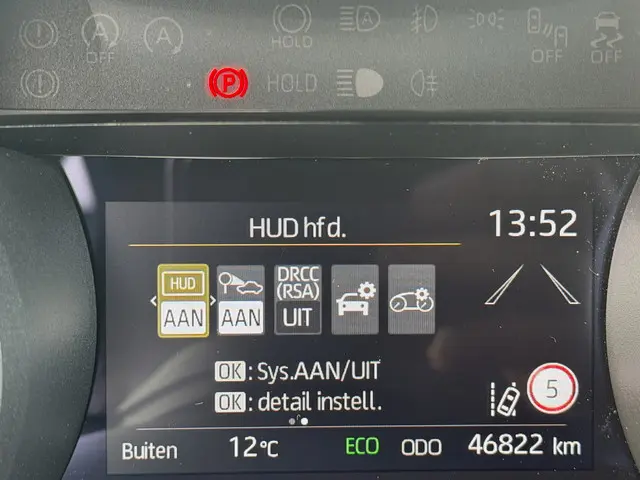 HOLD
OFF
OFF
OFF
P
HOLD
HUD hfd.
13:52
HUD
AAN
AAN
DRCC
(RSA)
UIT
OK : Sys.AAN/UIT
OK : detail instell.
5
Buiten 12°C ECO ODO 46822 km